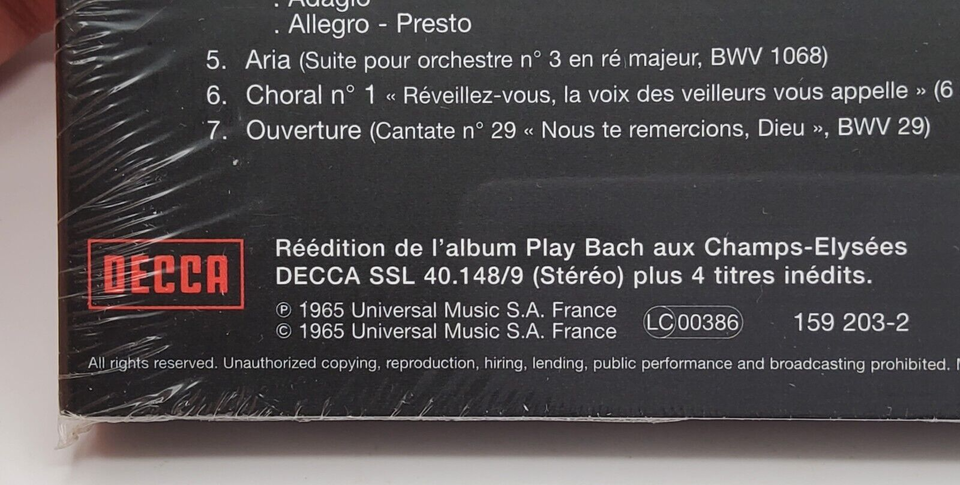 . Adagio
. Allegro - Presto
5. Aria (Suite pour orchestre n° 3 en ré majeur, BWV 1068)
6. Choral n° 1 « Réveillez-vous, la voix des veilleurs vous appelle » (6
7. Ouverture (Cantate n° 29 « Nous te remercions, Dieu », BWV 29)
DECCA
Réédition de l'album Play Bach aux Champs-Elysées
DECCA SSL 40.148/9 (Stéréo) plus 4 titres inédits.
℗ 1965 Universal Music S.A. France
© 1965 Universal Music S.A. France
LC 00386
159 203-2
All rights reserved. Unauthorized copying, reproduction, hiring, lending, public performance and broadcasting prohibited.